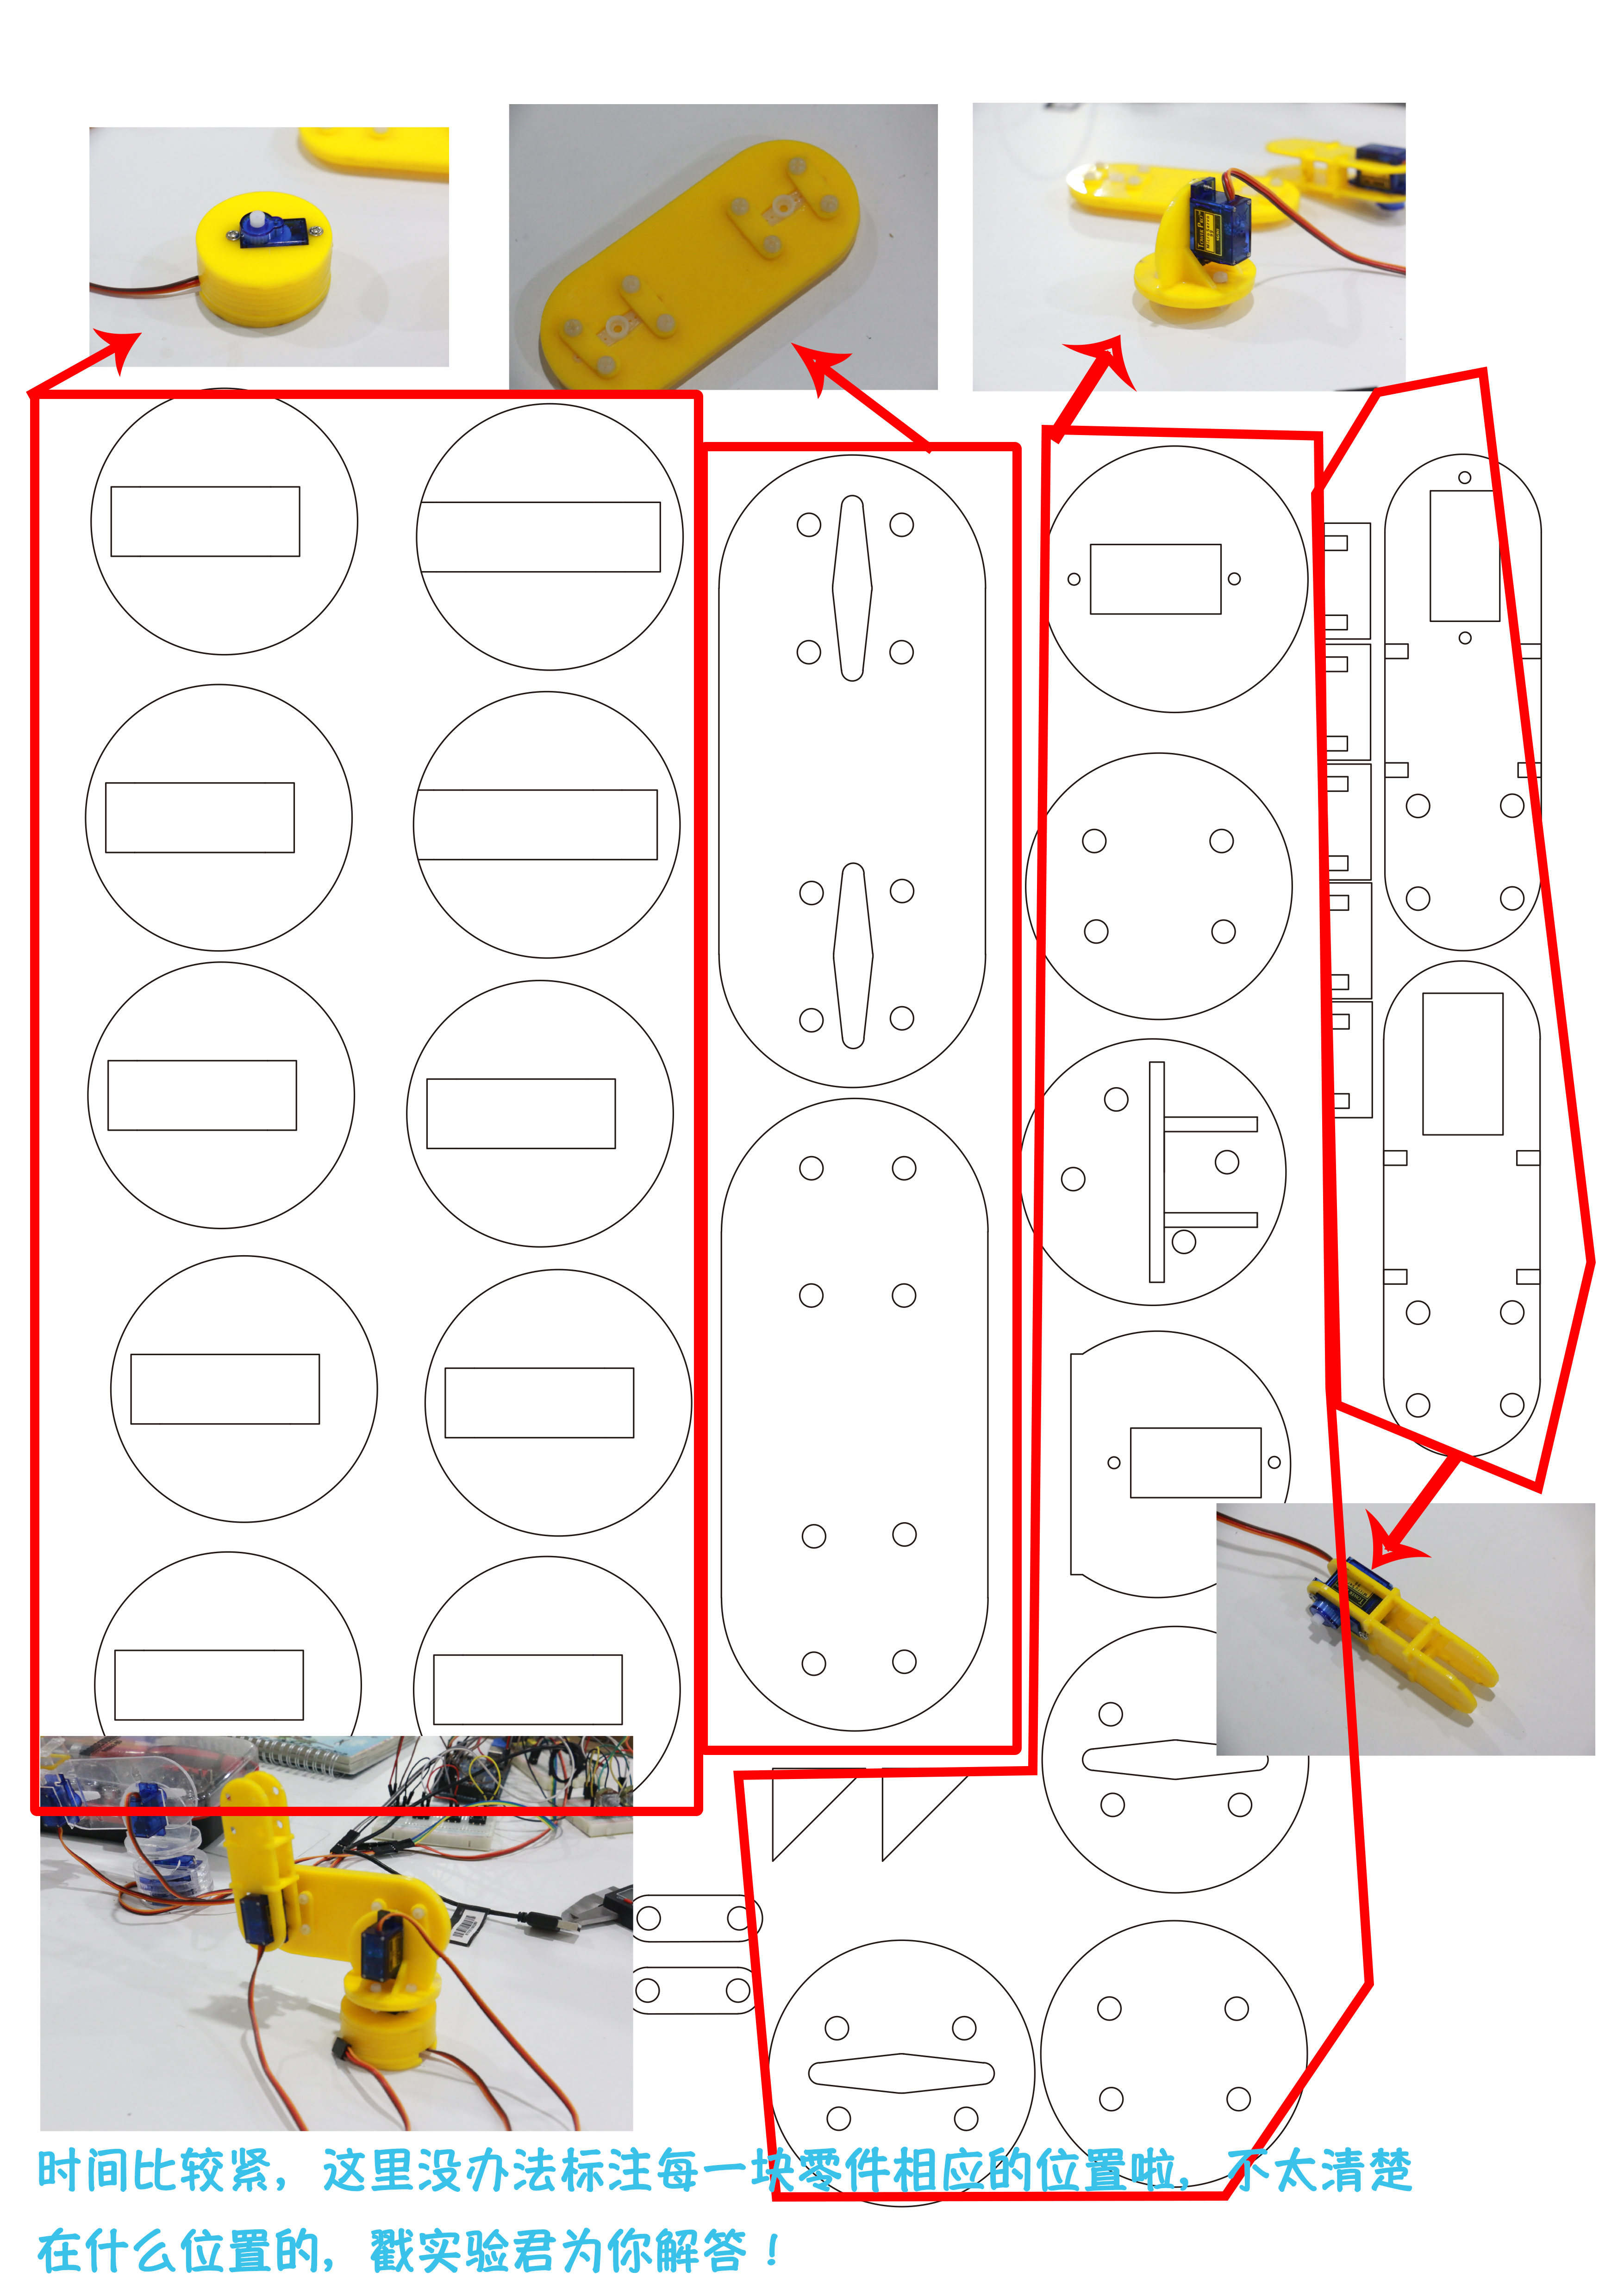 时间比较紧，这里没办法标注每一块零件相应的位置啦，不太清楚
在什么位置的，戳实验君为你解答！